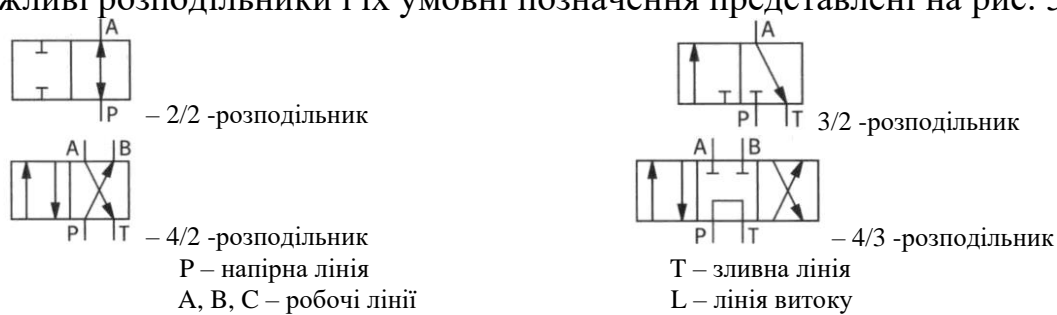 жливі розподільники і їх умовні позначення представлені на рис. 5
A A
P – 2/2 -розподільник P T 3/2 -розподільник
A B A B
P T – 4/2 -розподільник P T – 4/3 -розподільник
P – напірна лінія T – зливна лінія
A, B, C – робочі лінії L – лінія витоку